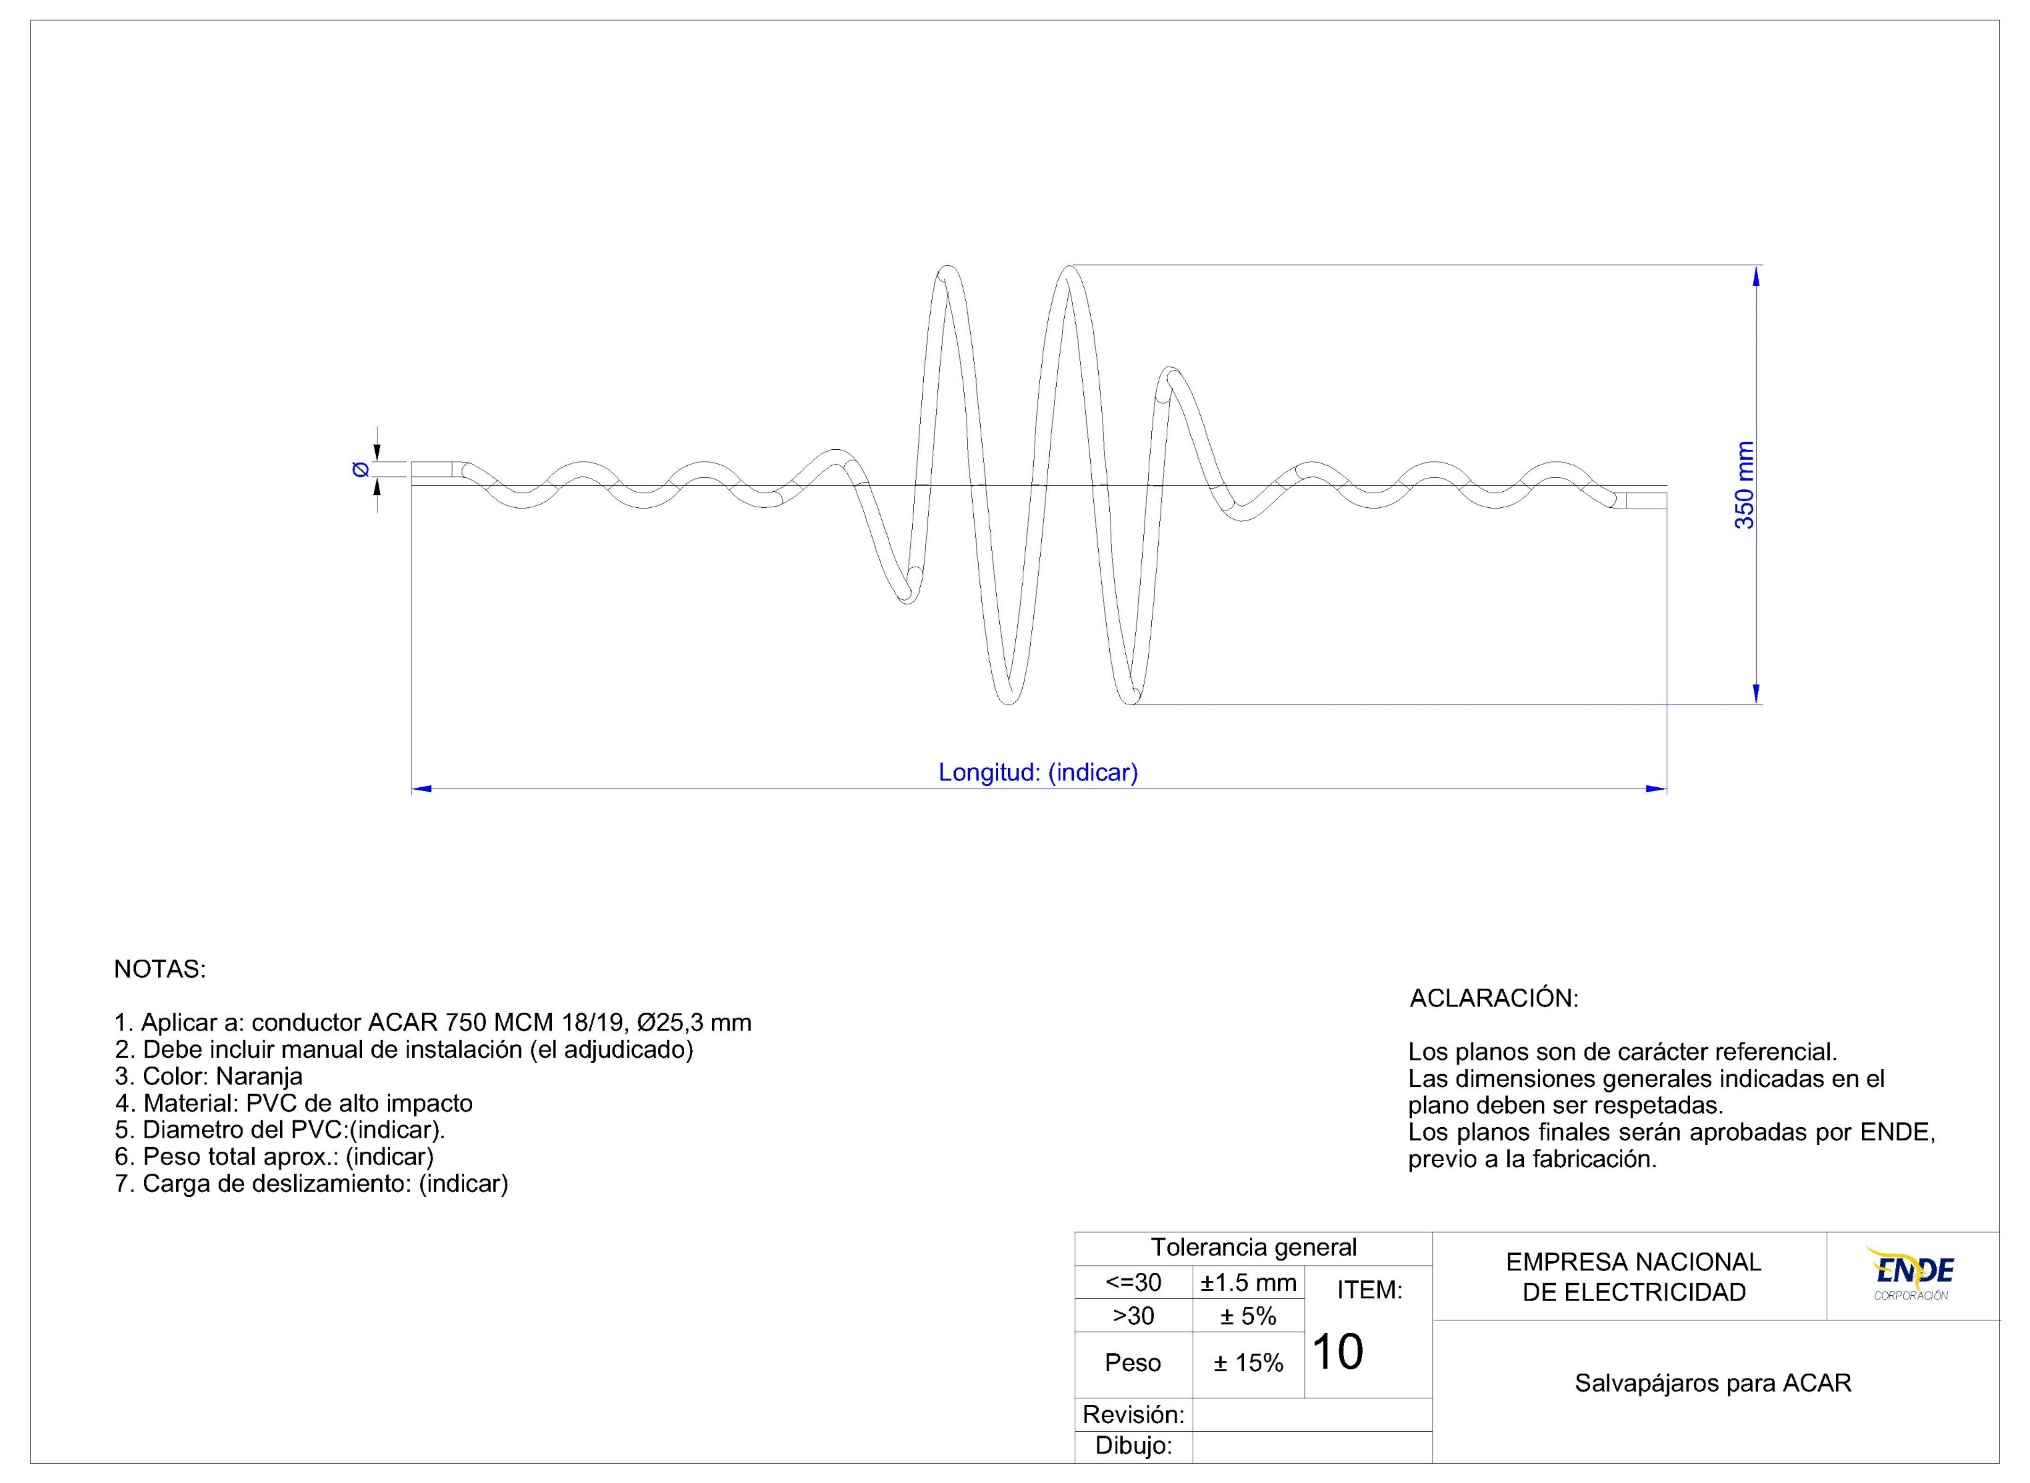 Ø
350 mm
Longitud: (indicar)
NOTAS:
1. Aplicar a: conductor ACAR 750 MCM 18/19, Ø25,3 mm
2. Debe incluir manual de instalación (el adjudicado)
3. Color: Naranja
4. Material: PVC de alto impacto
5. Diametro del PVC:(indicar).
6. Peso total aprox.: (indicar)
7. Carga de deslizamiento: (indicar)
ACLARACIÓN:
Los planos son de carácter referencial.
Las dimensiones generales indicadas en el
plano deben ser respetadas.
Los planos finales serán aprobadas por ENDE,
previo a la fabricación.
Tolerancia general
<=30 ±1.5 mm
>30 ± 5%
Peso ± 15%
ITEM:
10
Revisión:
Dibujo:
EMPRESA NACIONAL
DE ELECTRICIDAD
ENDE
CORPORACIÓN
Salvapájaros para ACAR